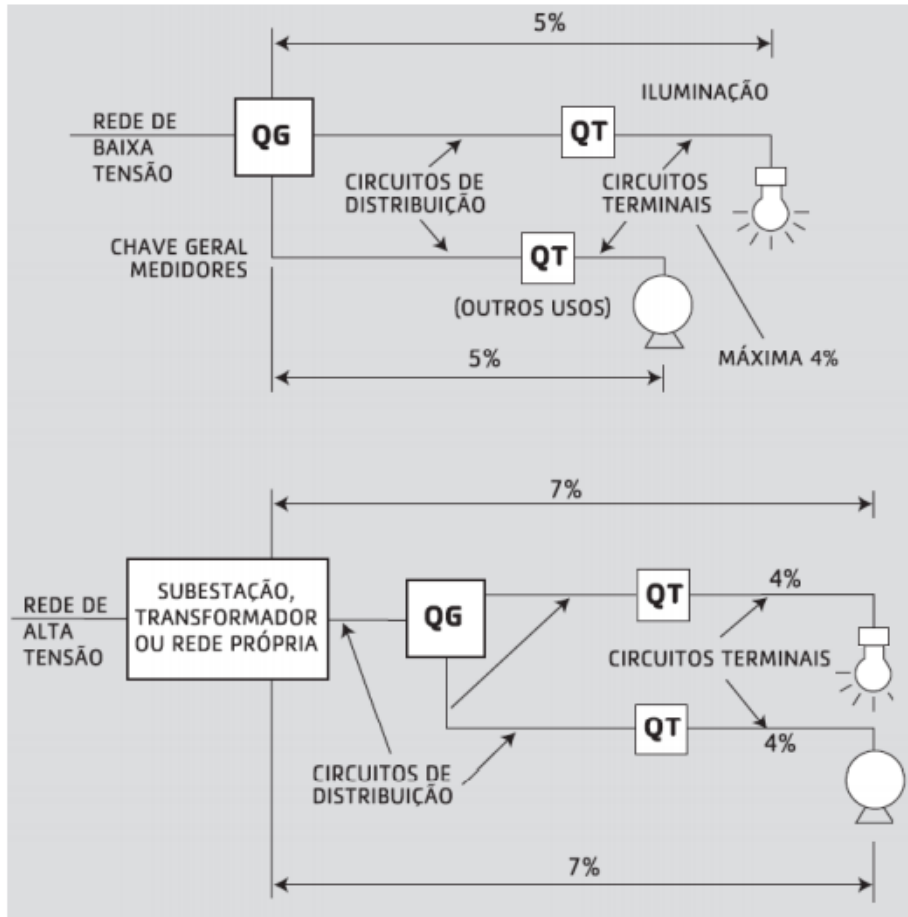 5%
ILUMINAÇÃO
REDE DE
BAIXA
TENSÃO
QG
QT
CIRCUITOS DE
DISTRIBUIÇÃO
CIRCUITOS
TERMINAIS
CHAVE GERAL
MEDIDORES
QT
(OUTROS USOS)
MÁXIMA 4%
5%
7%
REDE DE
ALTA
TENSÃO
SUBESTAÇÃO,
TRANSFORMADOR
OU REDE PRÓPRIA
QG
QT
4%
CIRCUITOS TERMINAIS
QT
4%
CIRCUITOS DE
DISTRIBUIÇÃO
7%